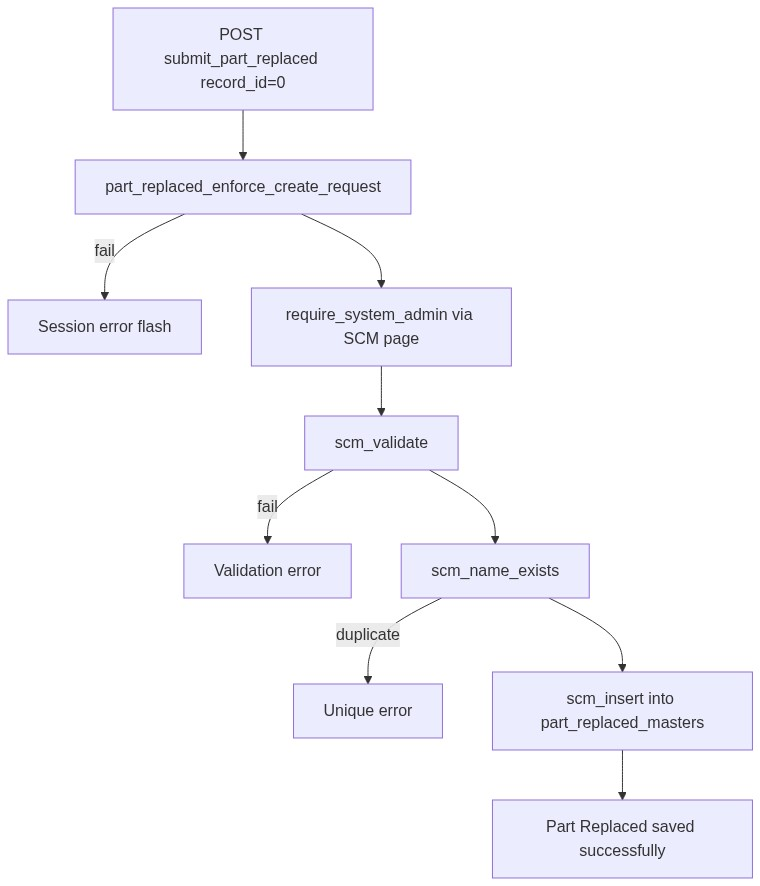 POST
submit_part_replaced
record_id=0
part_replaced_enforce_create_request
fail
Session error flash
require_system_admin via
SCM page
scm_validate
fail
Validation error
scm_name_exists
duplicate
Unique error
scm_insert into
part_replaced_masters
Part Replaced saved
successfully